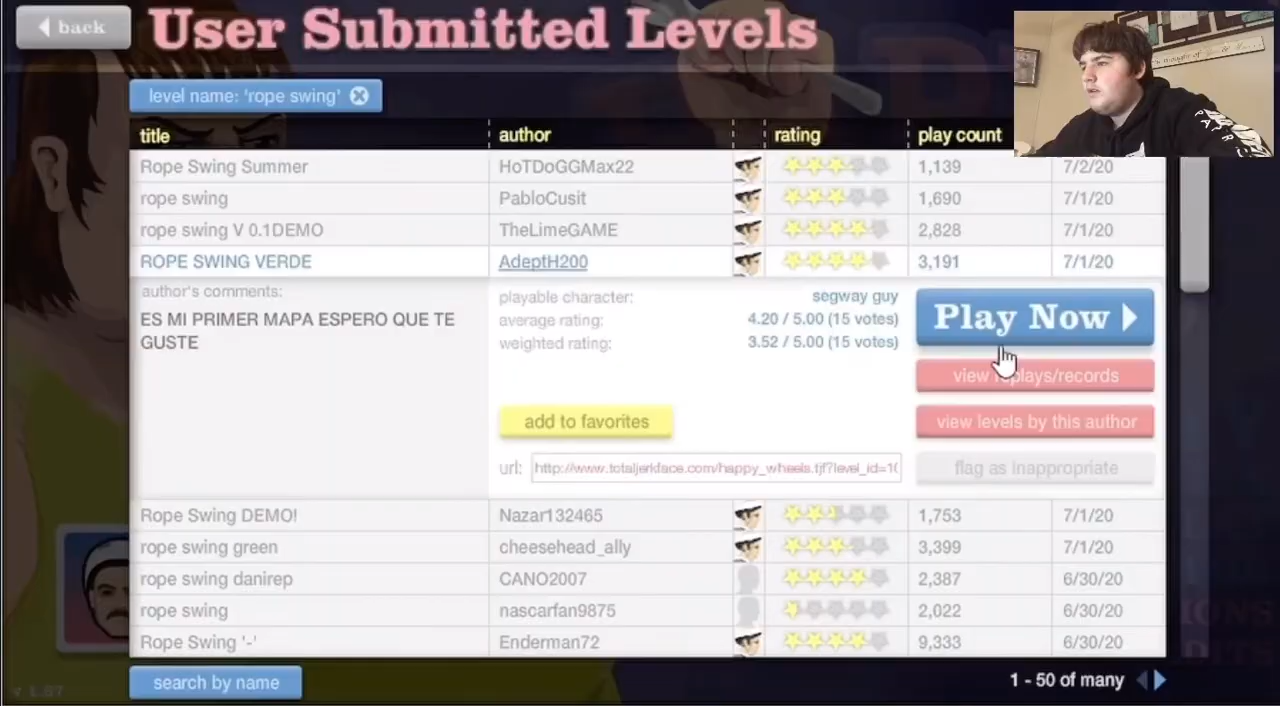 back
User Submitted Levels
level name: 'rope swing'
title author rating play count
Rope Swing Summer HoTDoGGMax22 1,139 7/2/20
rope swing PabloCusit 1,690 7/1/20
rope swing V 0.1DEMO TheLimeGAME 2,828 7/1/20
ROPE SWING VERDE AdeptH200 3,191 7/1/20
author's comments:
ES MI PRIMER MAPA ESPERO QUE TE
GUSTE
playable character: segway guy
average rating: 4.20 / 5.00 (15 votes)
weighted rating: 3.52 / 5.00 (15 votes)
Play Now
view replays/records
add to favorites
view levels by this author
url: http://www.totaljerkface.com/happy_wheels.tjf?level_id=1(
flag as inappropriate
Rope Swing DEMO! Nazar132465 1,753 7/1/20
rope swing green cheesehead_ally 3,399 7/1/20
rope swing danirep CANO2007 2,387 6/30/20
rope swing nascarfan9875 2,022 6/30/20
Rope Swing '-' Enderman72 9,333 6/30/20
search by name
1 - 50 of many
v 1.87